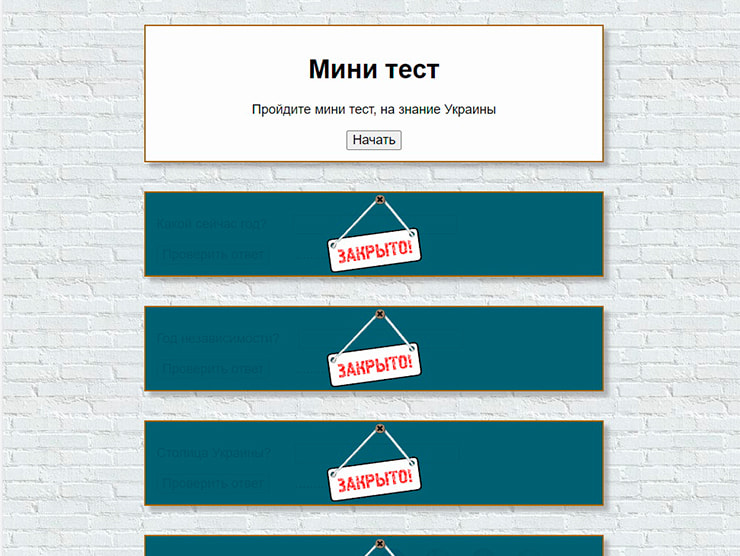 Мини тест
Пройдите мини тест, на знание Украины
Начать
Какой сейчас год?
ЗАКРЫТО!
Проверить ответ
Год независимости?
ЗАКРЫТО!
Проверить ответ
Столица Украины?
ЗАКРЫТО!
Проверить ответ